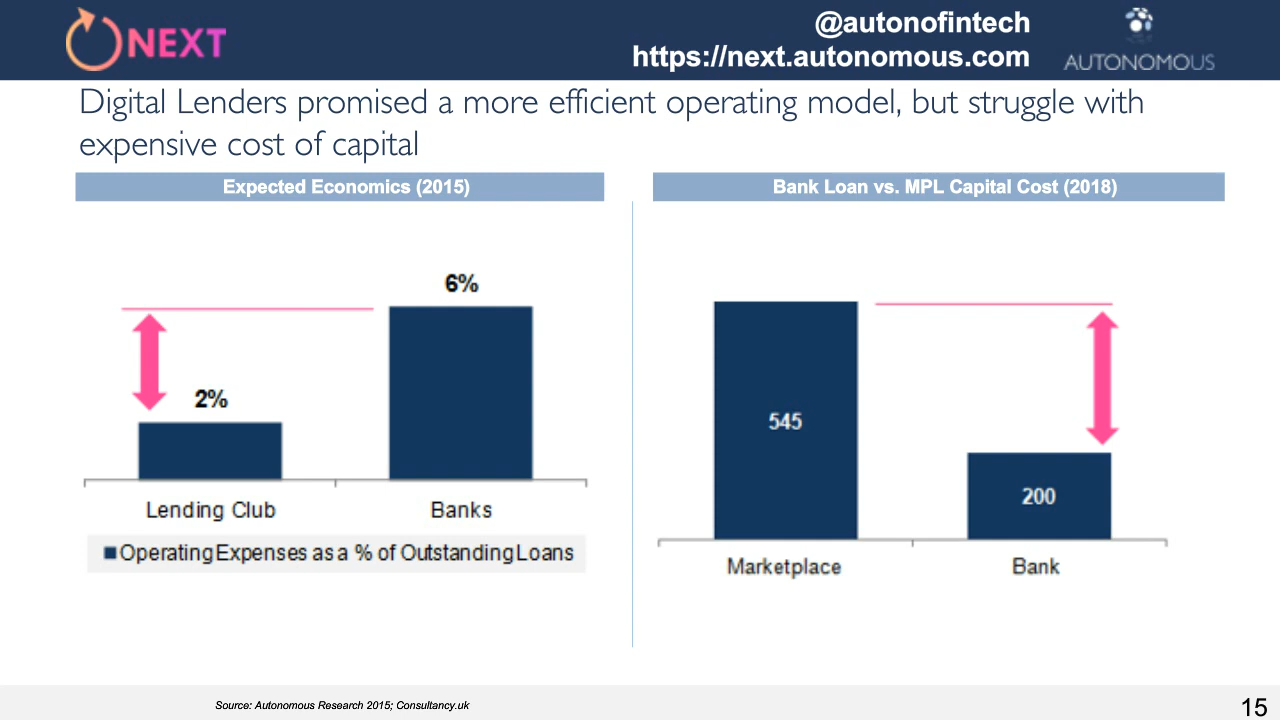 NEXT
@autonofintech
https://next.autonomous.com
AUTONOMOUS
Digital Lenders promised a more efficient operating model, but struggle with
expensive cost of capital
Expected Economics (2015)
6%
2%
Lending Club
Banks
Operating Expenses as a % of Outstanding Loans
Bank Loan vs. MPL Capital Cost (2018)
545
200
Marketplace
Bank
Source: Autonomous Research 2015; Consultancy.uk
15